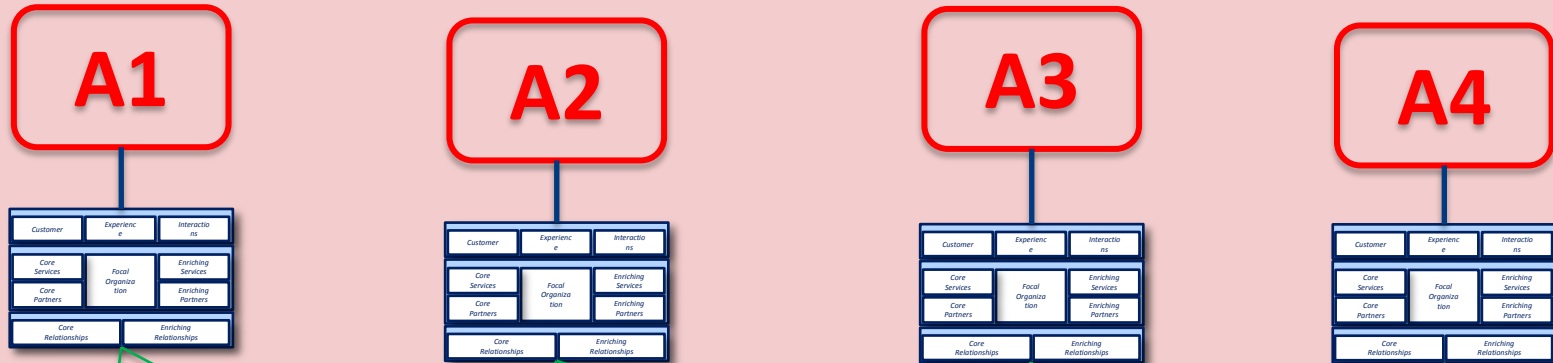 A1
A2
A3
A4
Customer
Experienc
e
Interactio
ns
Core
Services
Core
Partners
Focal
Organiza
tion
Enriching
Services
Enriching
Partners
Core
Relationships
Enriching
Relationships
Customer
Experienc
e
Interactio
ns
Core
Services
Core
Partners
Focal
Organiza
tion
Enriching
Services
Enriching
Partners
Core
Relationships
Enriching
Relationships
Customer
Experienc
e
Interactio
ns
Core
Services
Core
Partners
Focal
Organiza
tion
Enriching
Services
Enriching
Partners
Core
Relationships
Enriching
Relationships
Customer
Experienc
e
Interactio
ns
Core
Services
Core
Partners
Focal
Organiza
tion
Enriching
Services
Enriching
Partners
Core
Relationships
Enriching
Relationships